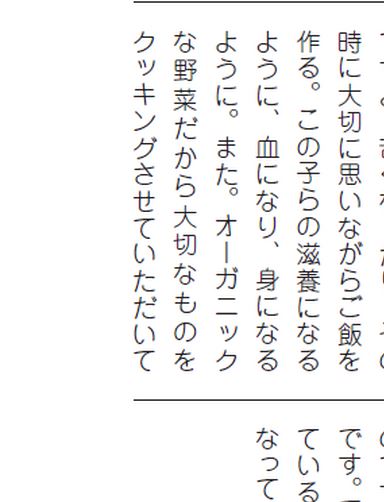 時に大切に思いながらご飯を
作る。この子らの滋養になる
ように、血になり、身になる
ように。また。オーガニック
な野菜だから大切なものを
クッキングさせていただいて
です。
ている
なって